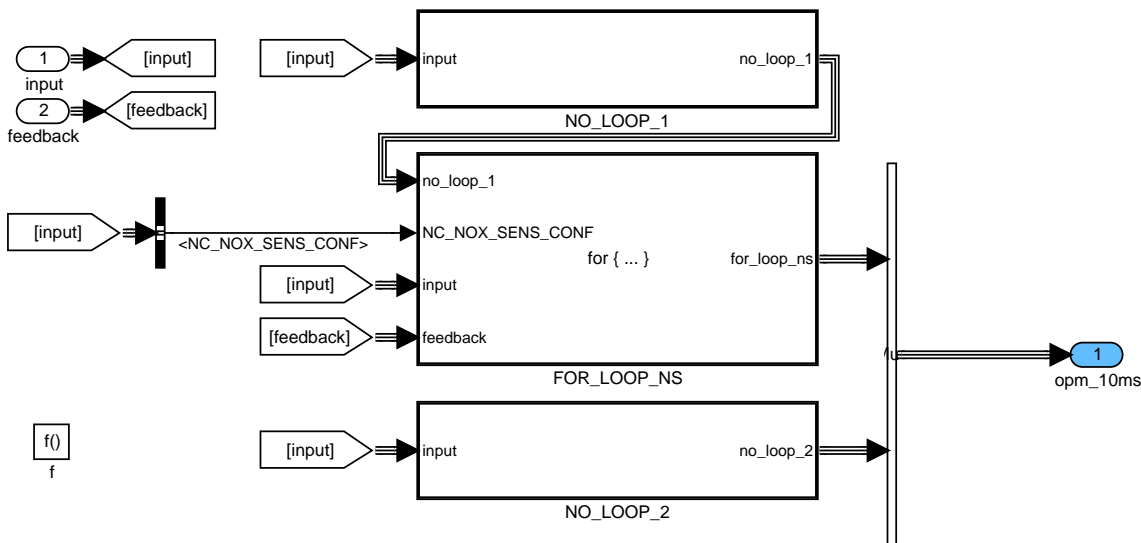 1
[input]
input
2
[feedback]
feedback
[input]
input
no_loop_1
NO_LOOP_1
no_loop_1
[input]
<NC_NOX_SENS_CONF>
NC_NOX_SENS_CONF
for { ... }
for_loop_ns
[input]
input
[feedback]
feedback
FOR_LOOP_NS
1
opm_10ms
f()
f
[input]
input
no_loop_2
NO_LOOP_2